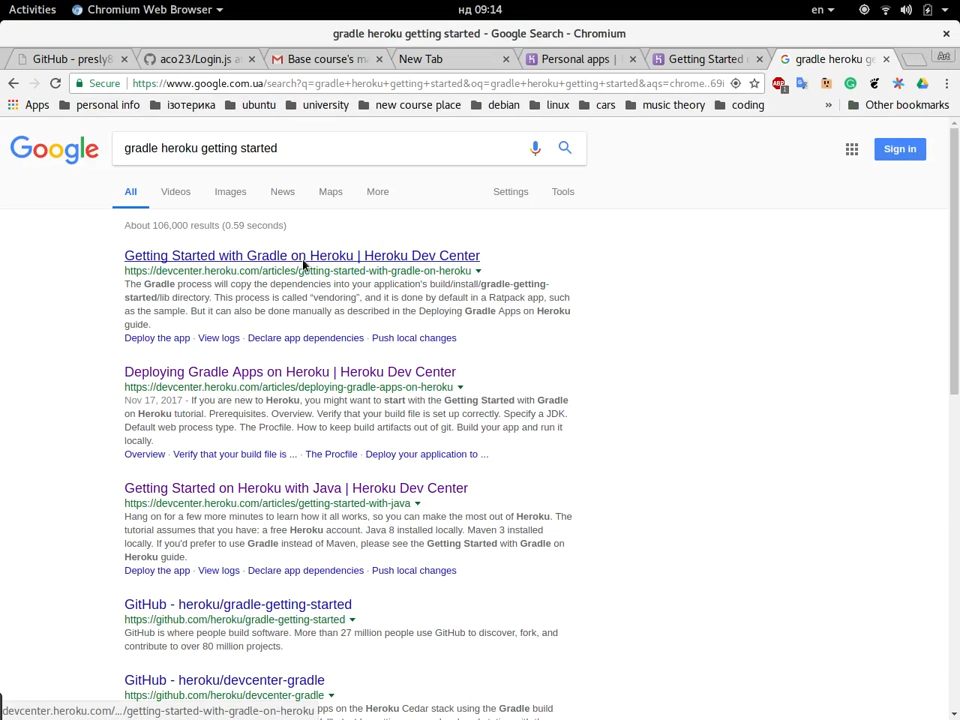 Activities Chromium Web Browser нд 09:14 en
gradle heroku getting started - Google Search - Chromium
GitHub - presly8 aco23/Login.js a Base course's m New Tab Personal apps | Getting Started gradle heroku ge Art
Secure https://www.google.com.ua/search?q=gradle+heroku+getting+started&oq=gradle+heroku+getting+started&aqs=chrome..69i
Apps personal info ізотерика ubuntu university new course place debian linux cars music theory coding » Other bookmarks
Google gradle heroku getting started Sign in
All Videos Images News Maps More Settings Tools
About 106,000 results (0.59 seconds)
Getting Started with Gradle on Heroku | Heroku Dev Center
https://devcenter.heroku.com/articles/getting-started-with-gradle-on-heroku
The Gradle process will copy the dependencies into your application's build/install/gradle-getting-
started/lib directory. This process is called “vendoring”, and it is done by default in a Ratpack app, such
as the sample. But it can also be done manually as described in the Deploying Gradle Apps on Heroku
guide.
Deploy the app · View logs · Declare app dependencies · Push local changes
Deploying Gradle Apps on Heroku | Heroku Dev Center
https://devcenter.heroku.com/articles/deploying-gradle-apps-on-heroku
Nov 17, 2017 - If you are new to Heroku, you might want to start with the Getting Started with Gradle
on Heroku tutorial. Prerequisites. Overview. Verify that your build file is set up correctly. Specify a JDK.
Default web process type. The Procfile. How to keep build artifacts out of git. Build your app and run it
locally.
Overview · Verify that your build file is ... · The Procfile · Deploy your application to ...
Getting Started on Heroku with Java | Heroku Dev Center
https://devcenter.heroku.com/articles/getting-started-with-java
Hang on for a few more minutes to learn how it all works, so you can make the most out of Heroku. The
tutorial assumes that you have: a free Heroku account. Java 8 installed locally. Maven 3 installed
locally. If you'd prefer to use Gradle instead of Maven, please see the Getting Started with Gradle on
Heroku guide.
Deploy the app · View logs · Declare app dependencies · Push local changes
GitHub - heroku/gradle-getting-started
https://github.com/heroku/gradle-getting-started
GitHub is where people build software. More than 27 million people use GitHub to discover, fork, and
contribute to over 80 million projects.
GitHub - heroku/devcenter-gradle
https://github.com/heroku/devcenter-gradle
pps on the Heroku Cedar stack using the Gradle build
devcenter.heroku.com/.../getting-started-with-gradle-on-heroku